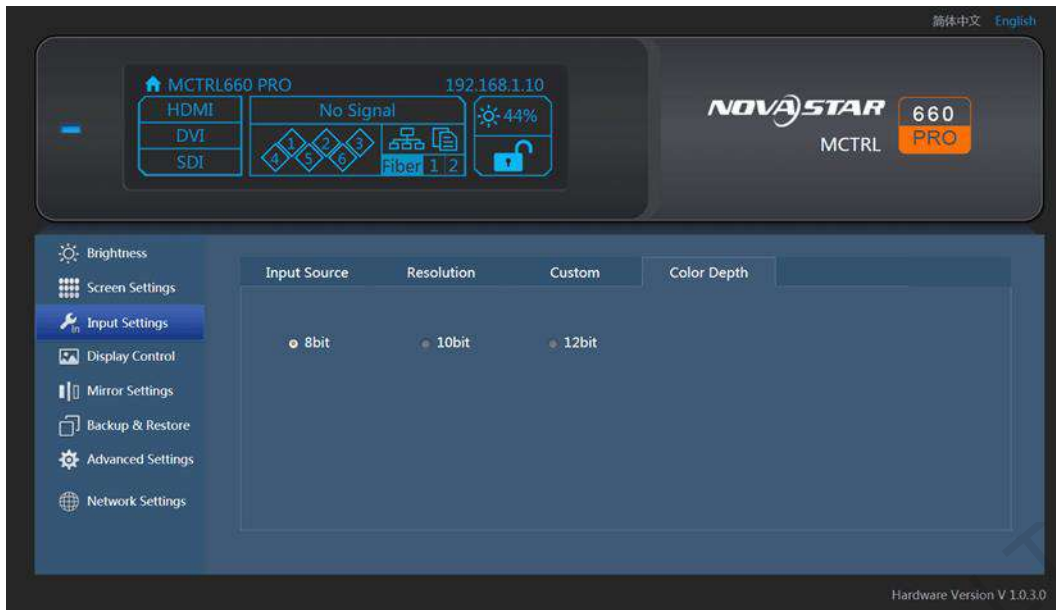 简体中文 English
MCTRL660 PRO 192.168.1.10
HDMI No Signal 44%
DVI
SDI
1 2 3
4 5 6
Fiber 1 2
NOVASTAR
MCTRL
660
PRO
Brightness
Screen Settings
In Input Settings
Display Control
Mirror Settings
Backup & Restore
Advanced Settings
Network Settings
Input Source Resolution Custom Color Depth
8bit 10bit 12bit
Hardware Version V 1.0.3.0